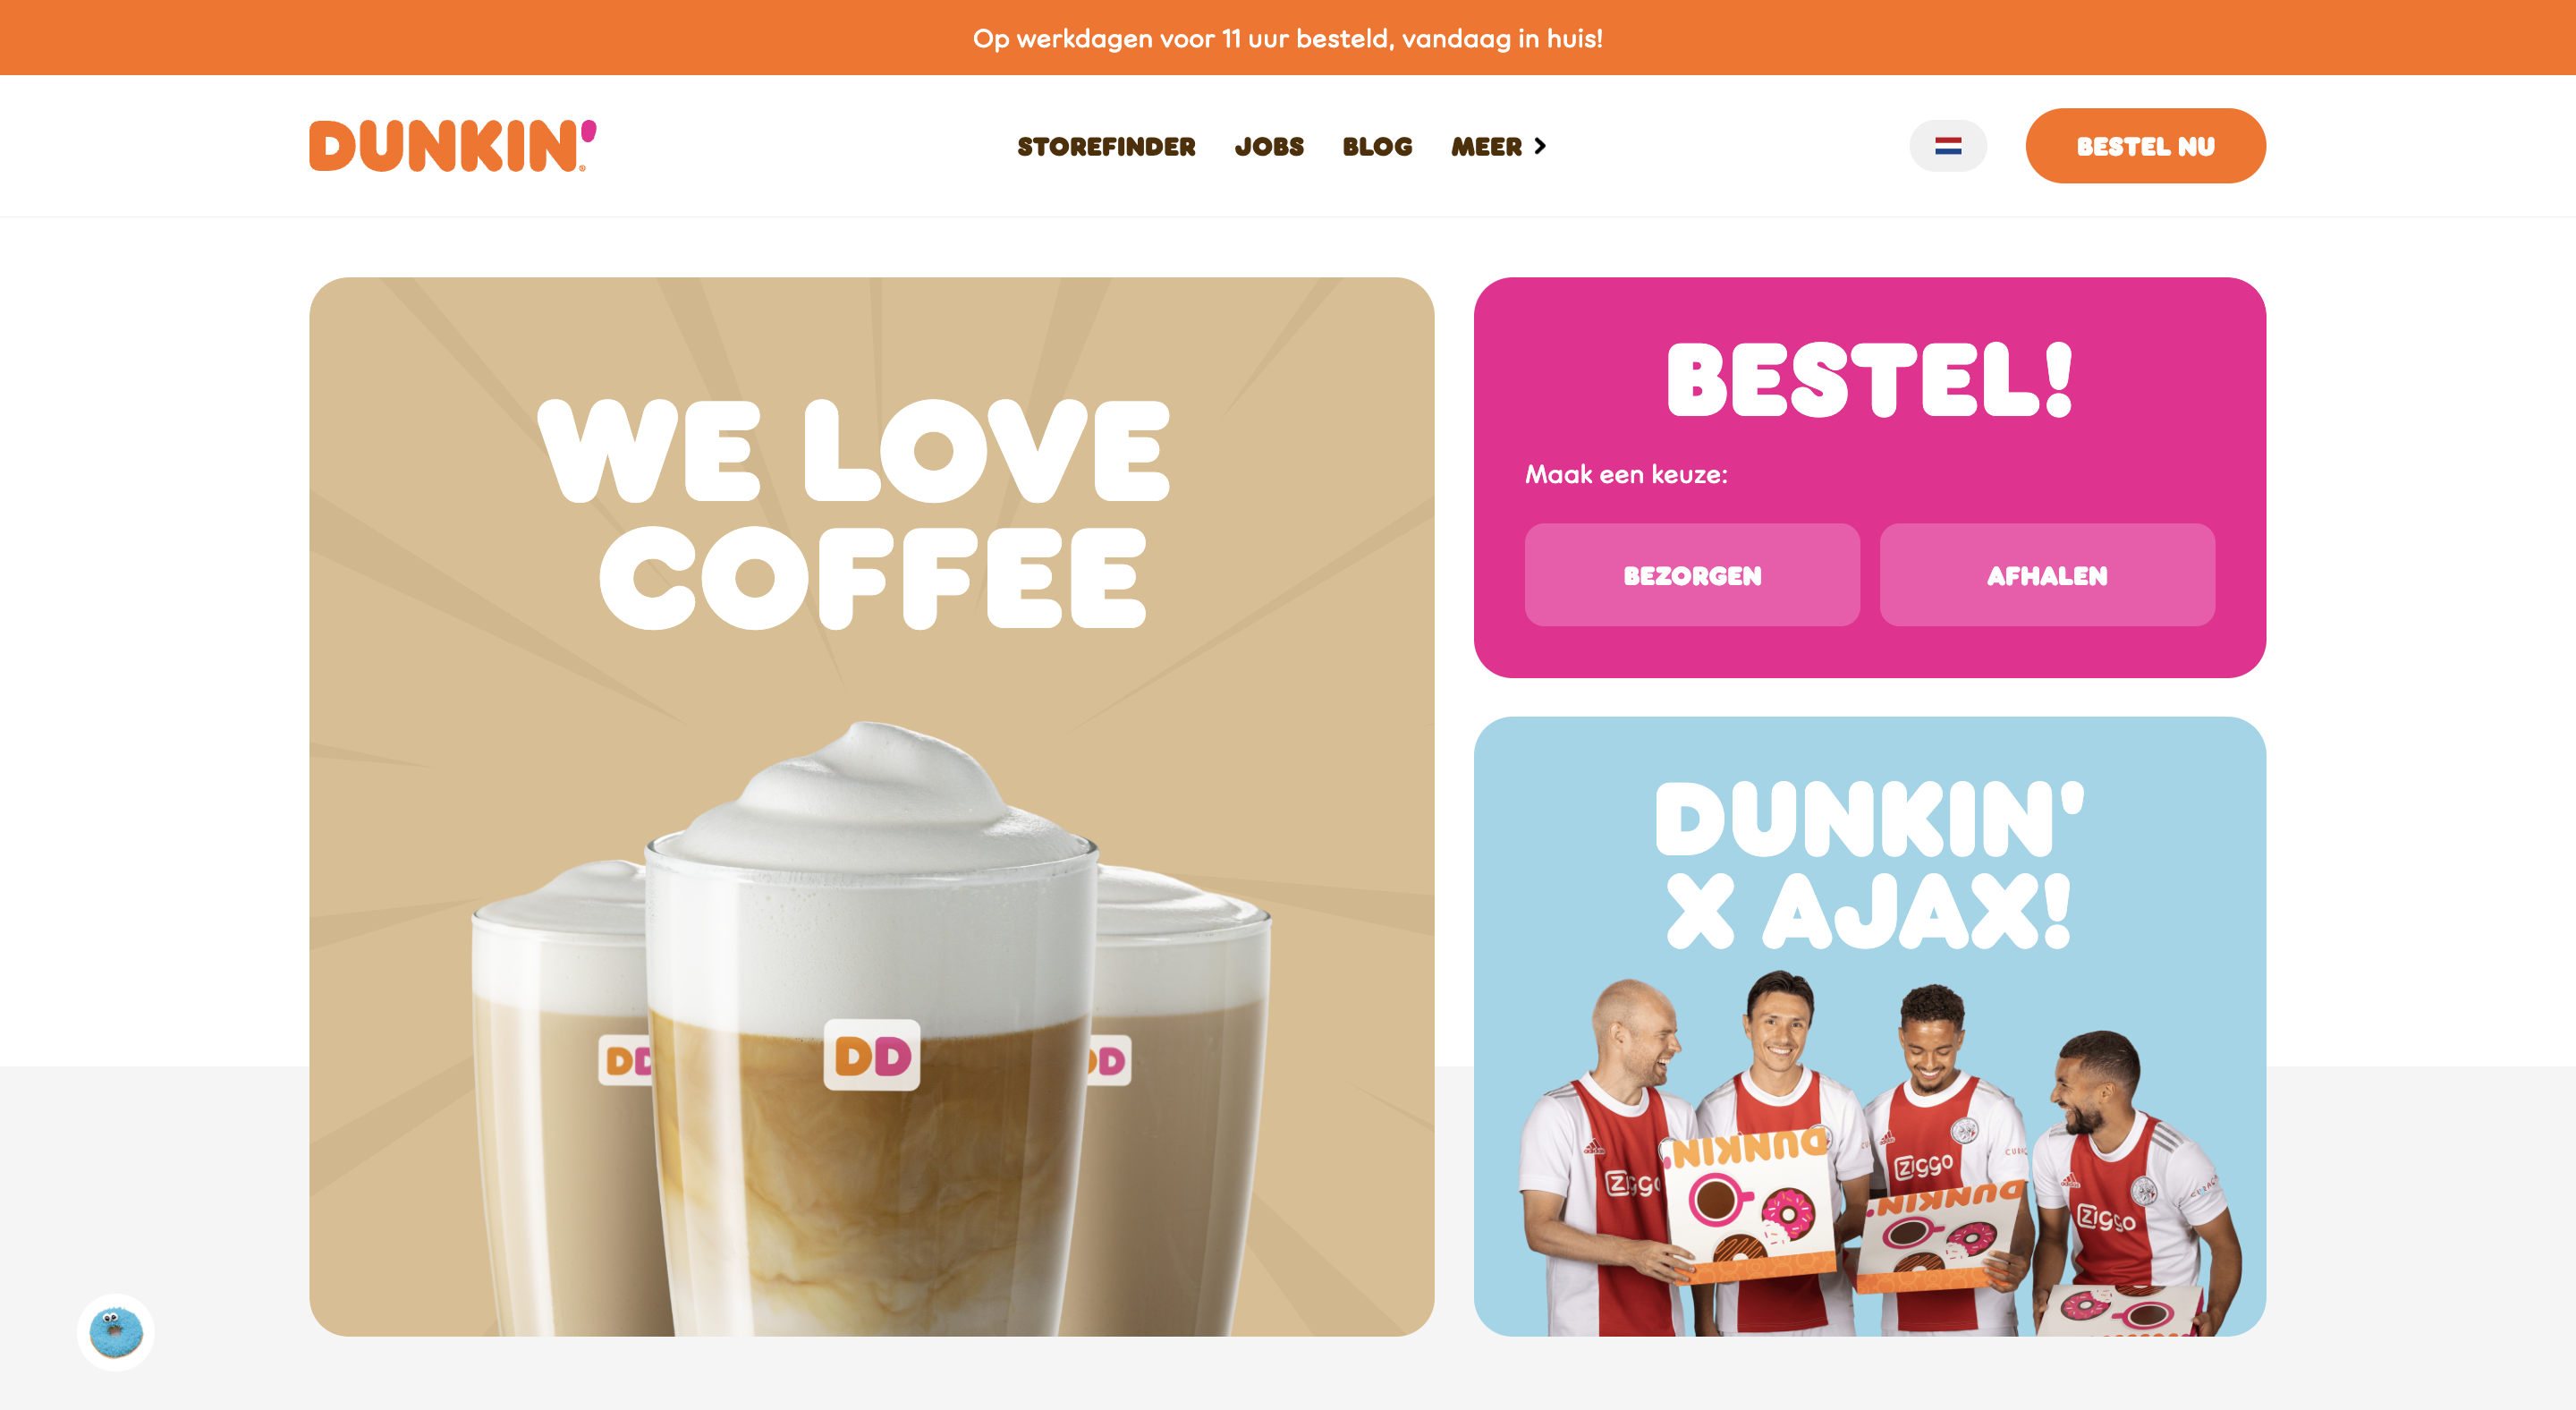 Op werkdagen voor 11 uur besteld, vandaag in huis!
DUNKIN'
STOREFINDER JOBS BLOG MEER
BESTEL NU
WE LOVE
COFFEE
DD
DD
BESTEL!
Maak een keuze:
BEZORGEN AFHALEN
DUNKIN'
X AJAX!
DUNKIN'
DUNKIN'
ziggo
ziggo
ziggo